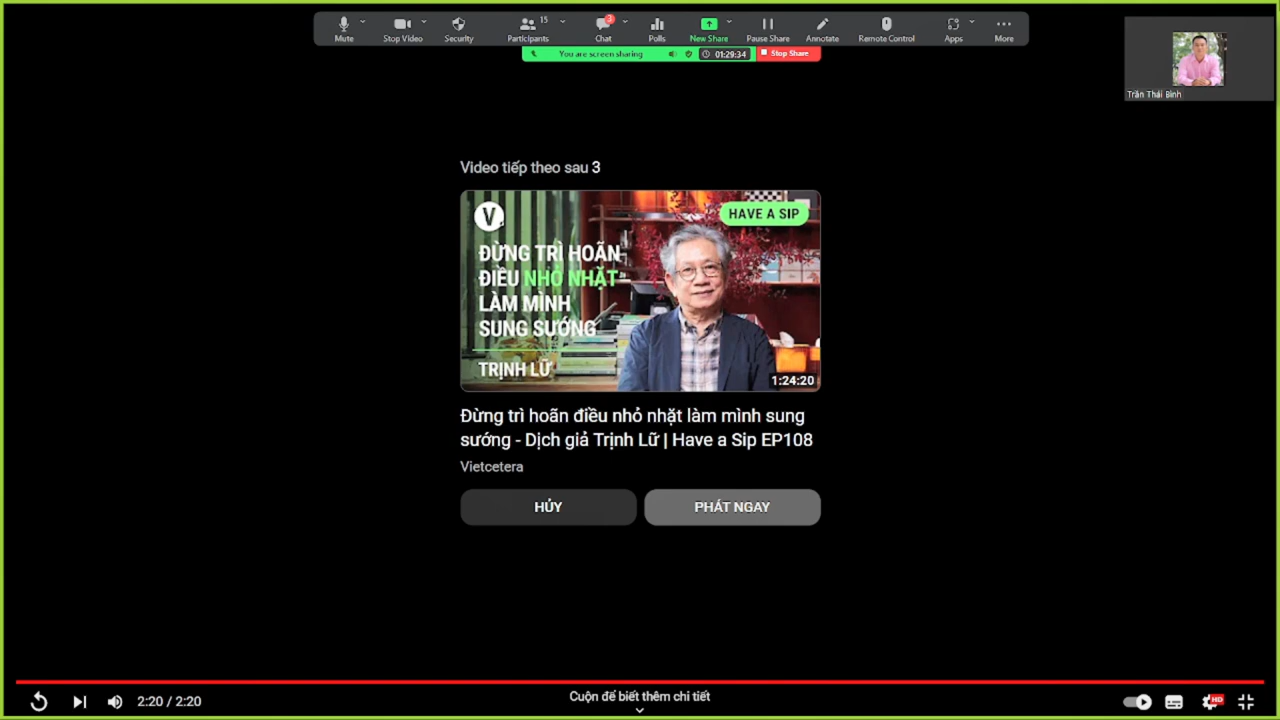 Mute
Stop Video
Security
15
Participants
3
Chat
Polls
New Share
Pause Share
Annotate
Remote Control
Apps
More
You are screen sharing
01:29:34
Stop Share
Trần Thái Bình
Video tiếp theo sau 3
V
HAVE A SIP
ĐỪNG TRÌ HOÃN
ĐIỀU NHỎ NHẶT
LÀM MÌNH
SUNG SƯỚNG
TRỊNH LỮ
1:24:20
Đừng trì hoãn điều nhỏ nhặt làm mình sung
sướng - Dịch giả Trịnh Lữ | Have a Sip EP108
Vietcetera
HỦY
PHÁT NGAY
2:20 / 2:20
Cuộn để biết thêm chi tiết
HD